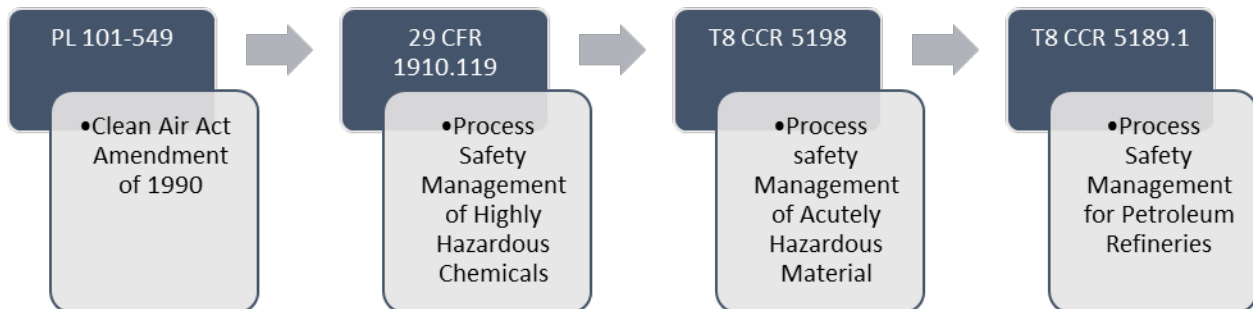 PL 101-549
•Clean Air Act
Amendment
of 1990
29 CFR
1910.119
•Process
Safety
Management
of Highly
Hazardous
Chemicals
T8 CCR 5198
•Process
safety
Management
of Acutely
Hazardous
Material
T8 CCR 5189.1
•Process
Safety
Management
for Petroleum
Refineries